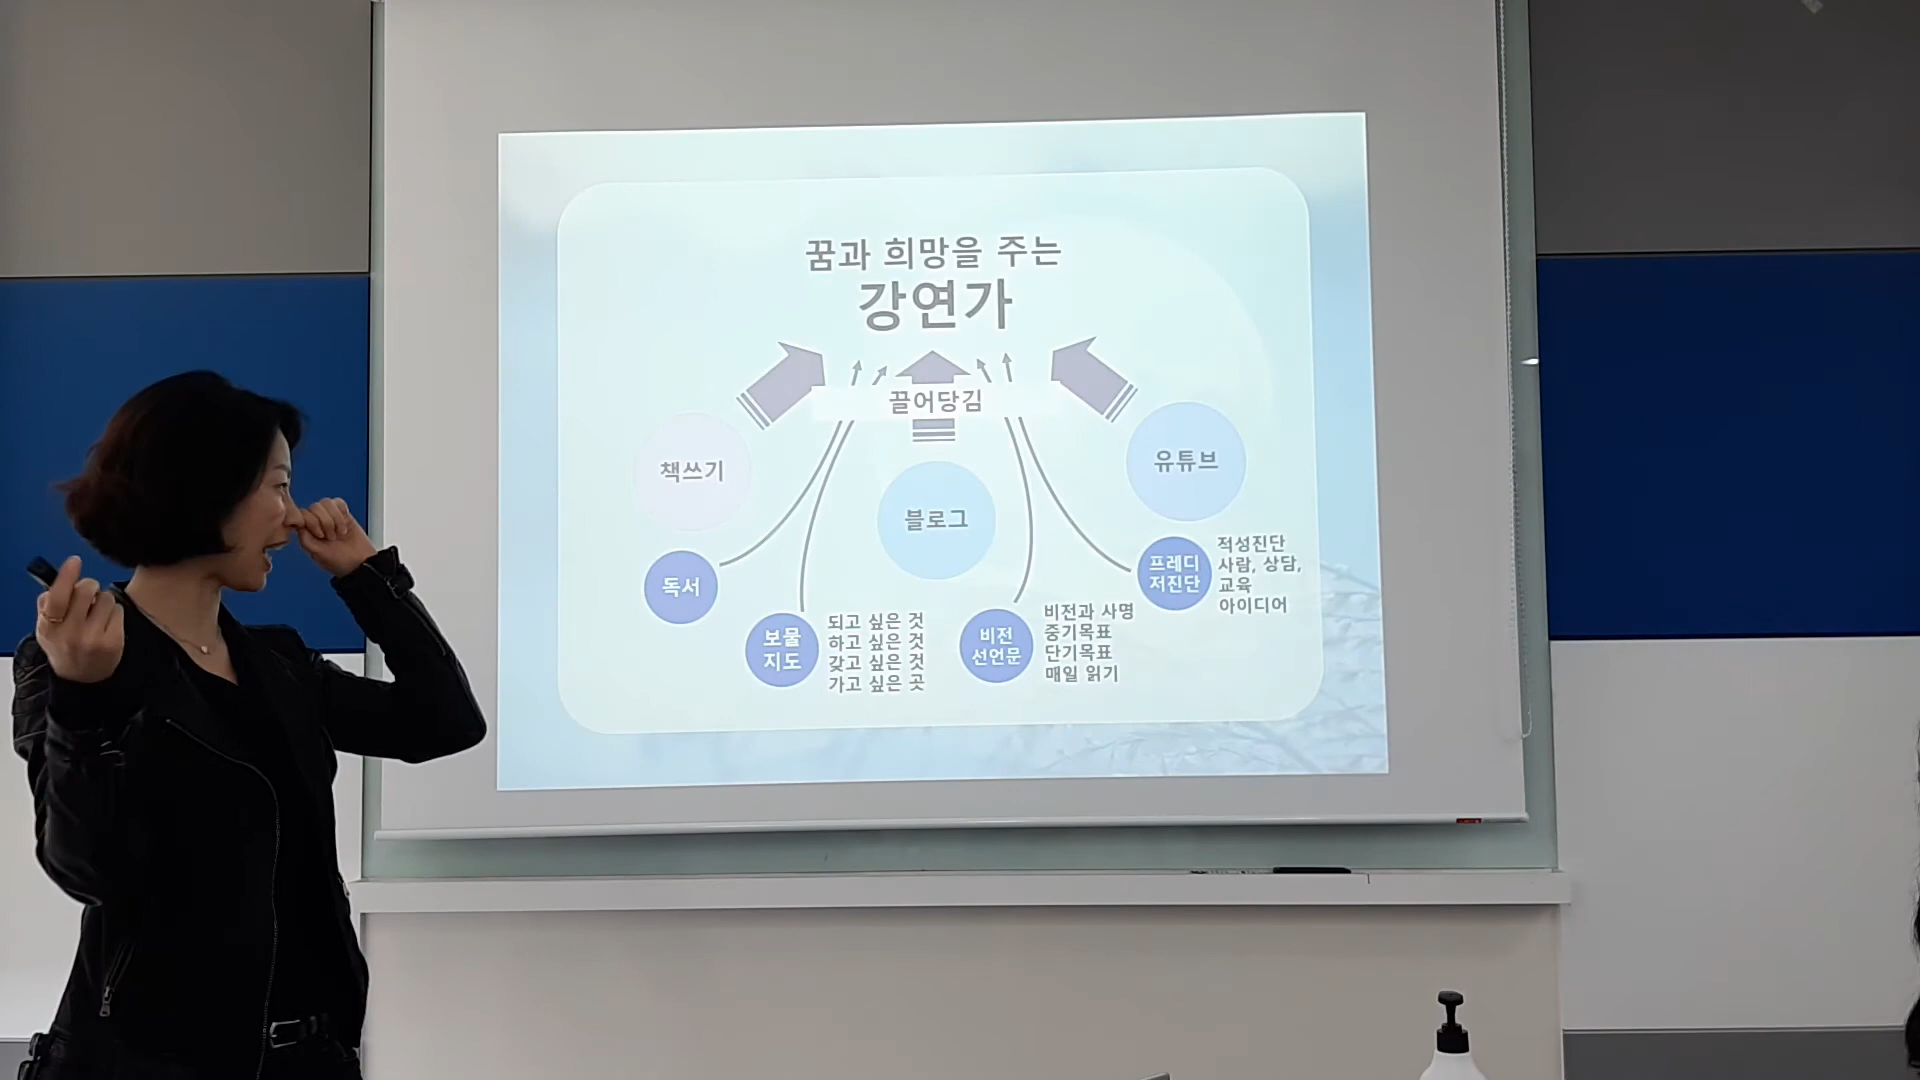 꿈과 희망을 주는
강연가
끌어당김
책쓰기
블로그
유튜브
독서
보물
지도
되고 싶은 것
하고 싶은 것
갖고 싶은 것
가고 싶은 곳
비전
선언문
비전과 사명
중기목표
단기목표
매일 읽기
프레디
저진단
적성진단
사람, 상담,
교육
아이디어